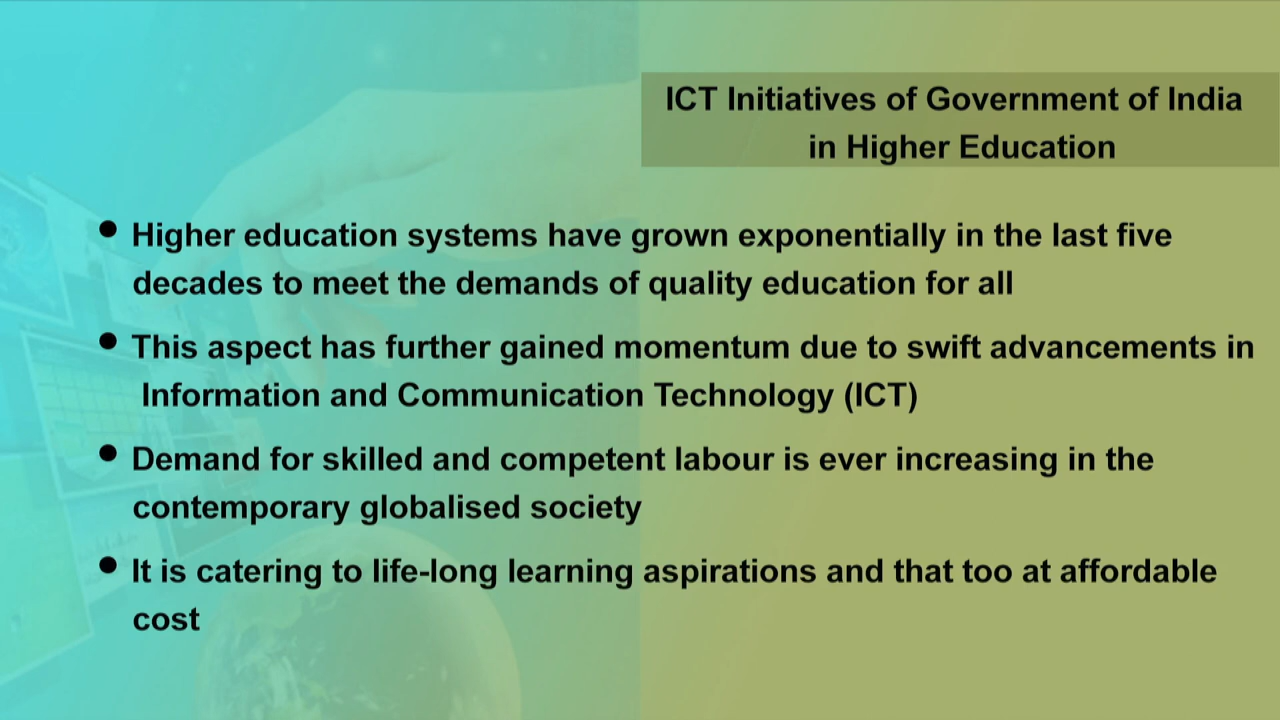 ICT Initiatives of Government of India
in Higher Education
• Higher education systems have grown exponentially in the last five
decades to meet the demands of quality education for all
• This aspect has further gained momentum due to swift advancements in
Information and Communication Technology (ICT)
• Demand for skilled and competent labour is ever increasing in the
contemporary globalised society
• It is catering to life-long learning aspirations and that too at affordable
cost